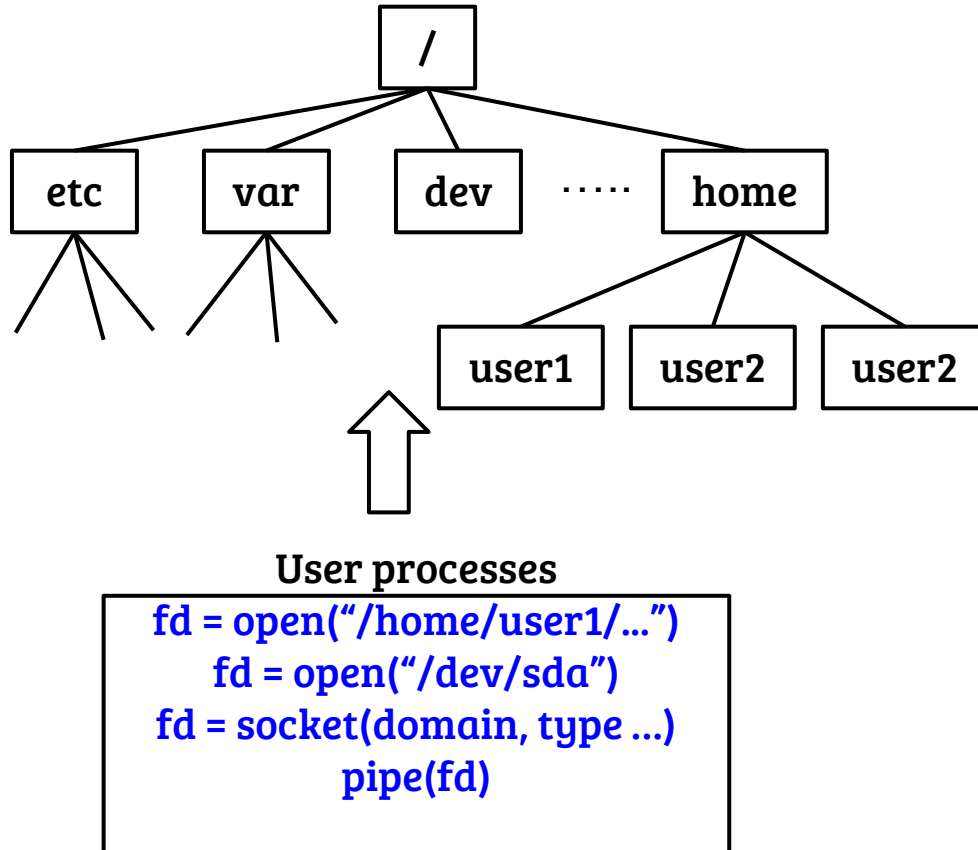 /
etc var dev ..... home
user1 user2 user2
User processes
fd = open(“/home/user1/...”)
fd = open(“/dev/sda”)
fd = socket(domain, type ...)
pipe(fd)